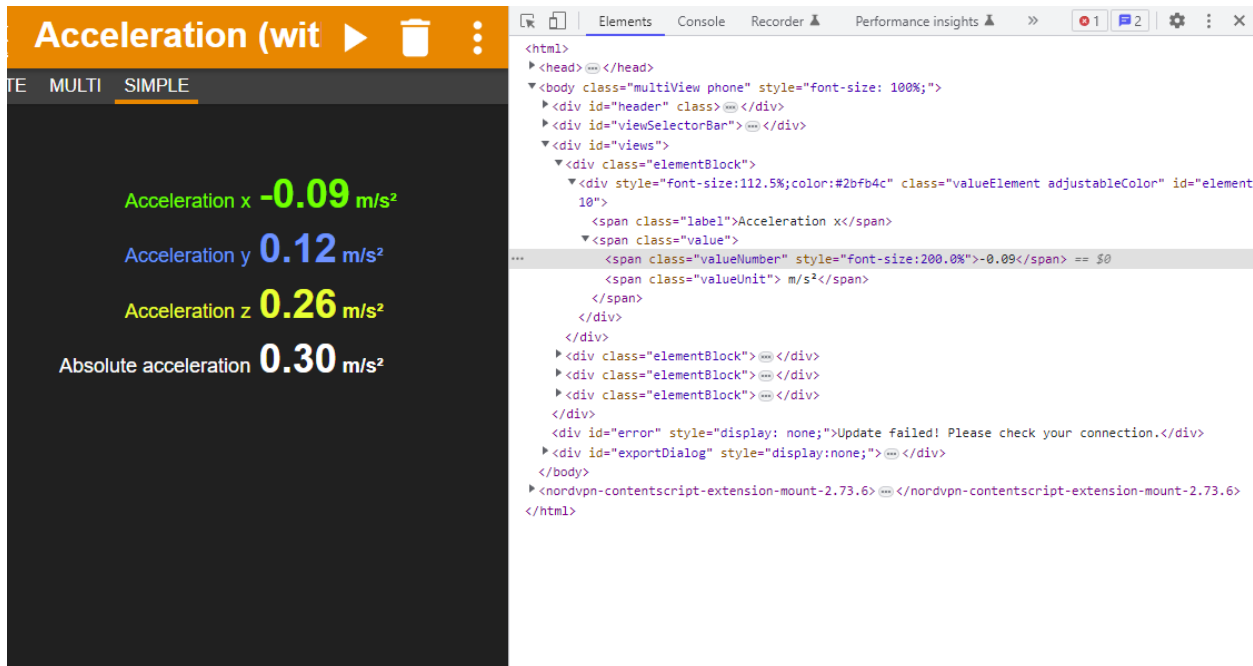 Acceleration (wit
TE MULTI SIMPLE
Acceleration x -0.09 m/s²
Acceleration y 0.12 m/s²
Acceleration z 0.26 m/s²
Absolute acceleration 0.30 m/s²
Elements Console Recorder Performance insights » 1 2
<html>
<head>…</head>
<body class="multiView phone" style="font-size: 100%;">
<div id="header" class>…</div>
<div id="viewSelectorBar">…</div>
<div id="views">
<div class="elementBlock">
<div style="font-size:112.5%;color:#2bfb4c" class="valueElement adjustableColor" id="element
10">
<span class="label">Acceleration x</span>
<span class="value">
… <span class="valueNumber" style="font-size:200.0%">-0.09</span> == $0
<span class="valueUnit"> m/s²</span>
</span>
</div>
</div>
<div class="elementBlock">…</div>
<div class="elementBlock">…</div>
<div class="elementBlock">…</div>
</div>
<div id="error" style="display: none;">Update failed! Please check your connection.</div>
<div id="exportDialog" style="display:none;">…</div>
</body>
<nordvpn-contentscript-extension-mount-2.73.6>…</nordvpn-contentscript-extension-mount-2.73.6>
</html>